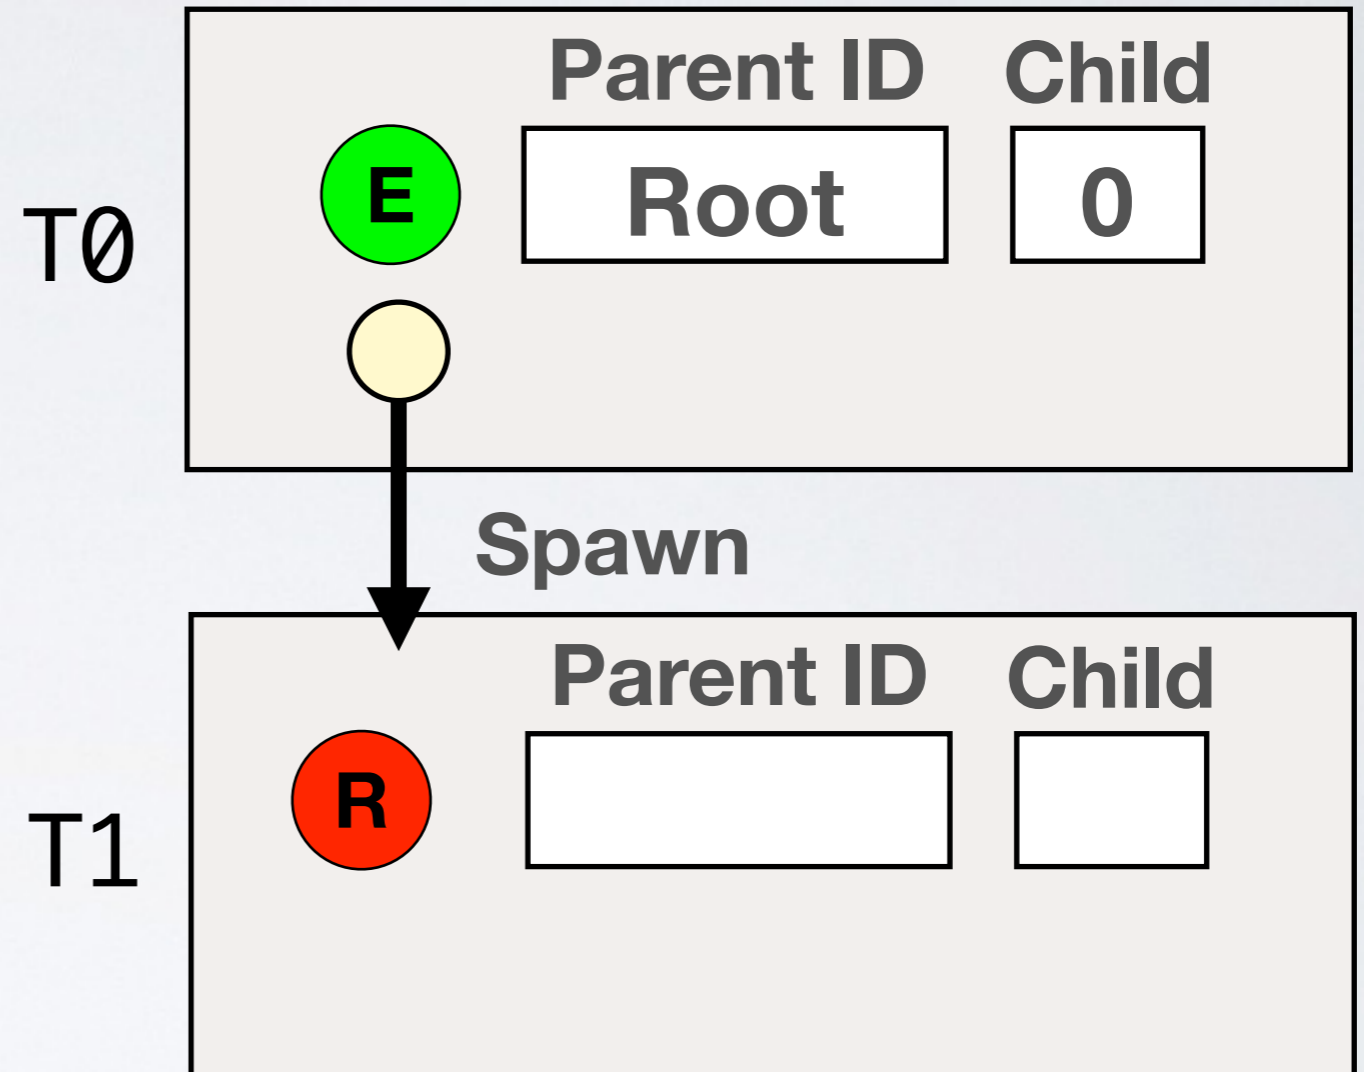 Parent ID Child
E Root 0
T0
Spawn
Parent ID Child
R
T1